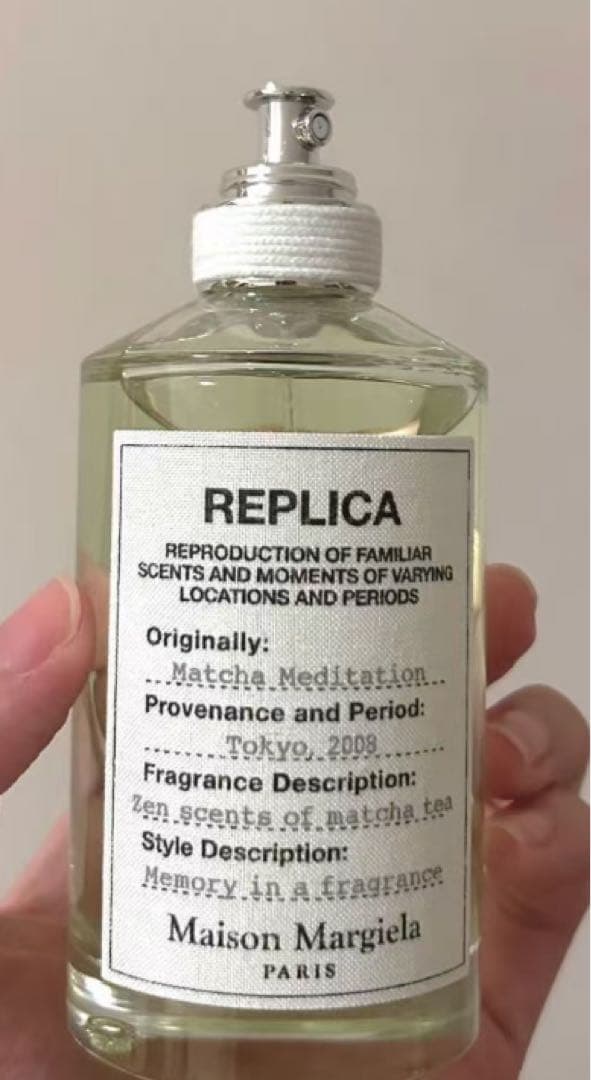 REPLICA
REPRODUCTION OF FAMILIAR
SCENTS AND MOMENTS OF VARYING
LOCATIONS AND PERIODS
Originally:
Matcha Meditation
Provenance and Period:
Tokyo, 2008
Fragrance Description:
Zen scents of matcha tea
Style Description:
Memory in a fragrance
Maison Margiela
PARIS